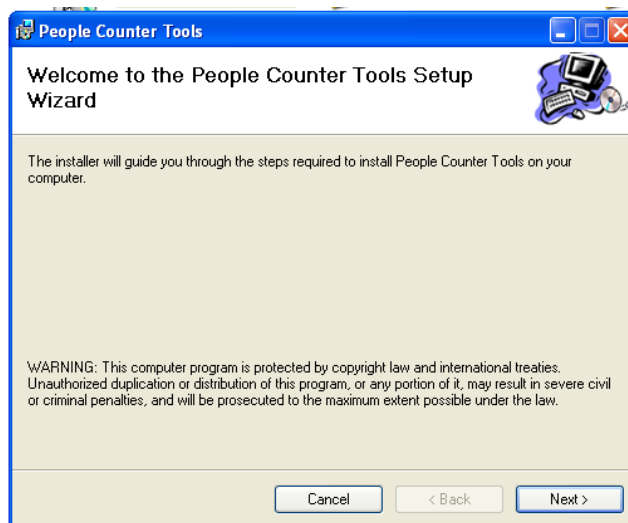 People Counter Tools
Welcome to the People Counter Tools Setup
Wizard
The installer will guide you through the steps required to install People Counter Tools on your
computer.
WARNING: This computer program is protected by copyright law and international treaties.
Unauthorized duplication or distribution of this program, or any portion of it, may result in severe civil
or criminal penalties, and will be prosecuted to the maximum extent possible under the law.
Cancel
< Back
Next >